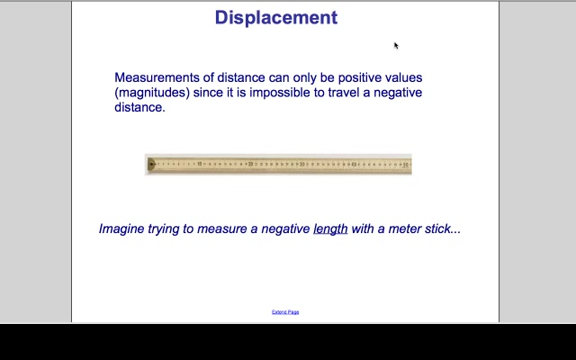 Displacement
Measurements of distance can only be positive values
(magnitudes) since it is impossible to travel a negative
distance.
Imagine trying to measure a negative length with a meter stick...
Extend Page